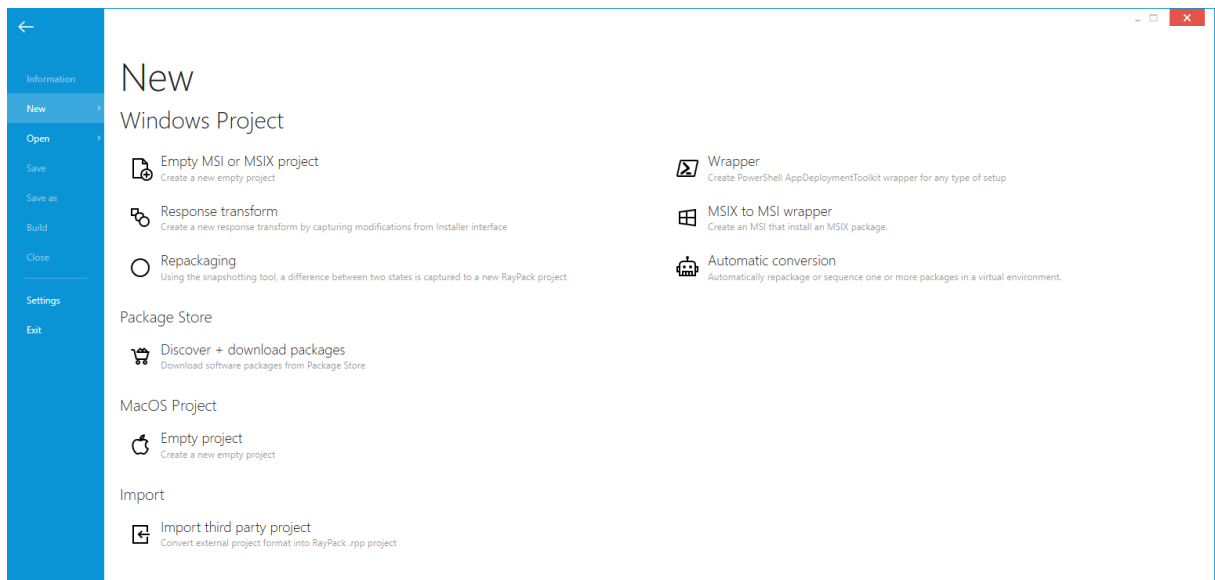 Information
New
Open
Save
Save as
Build
Close
Settings
Exit
New
Windows Project
Empty MSI or MSIX project
Create a new empty project
Response transform
Create a new response transform by capturing modifications from Installer interface
Repackaging
Using the snapshotting tool, a difference between two states is captured to a new RayPack project
Wrapper
Create PowerShell AppDeploymentToolkit wrapper for any type of setup
MSIX to MSI wrapper
Create an MSI that install an MSIX package.
Automatic conversion
Automatically repackage or sequence one or more packages in a virtual environment.
Package Store
Discover + download packages
Download software packages from Package Store
MacOS Project
Empty project
Create a new empty project
Import
Import third party project
Convert external project format into RayPack .rpp project